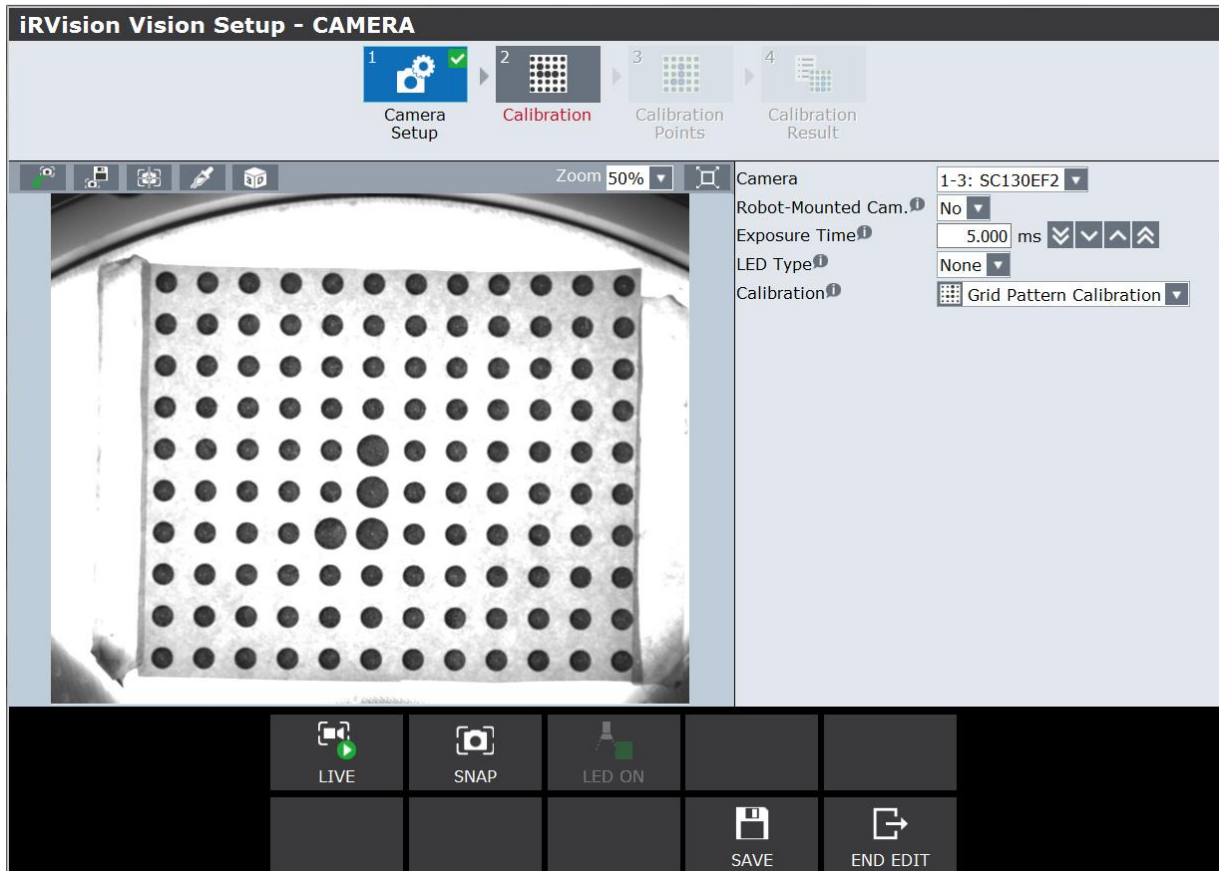 iRVision Vision Setup - CAMERA
1
2
3
4
Camera
Setup
Calibration
Calibration
Points
Calibration
Result
Zoom 50%
Camera 1-3: SC130EF2
Robot-Mounted Cam. No
Exposure Time 5.000 ms
LED Type None
Calibration Grid Pattern Calibration
LIVE
SNAP
LED ON
SAVE
END EDIT